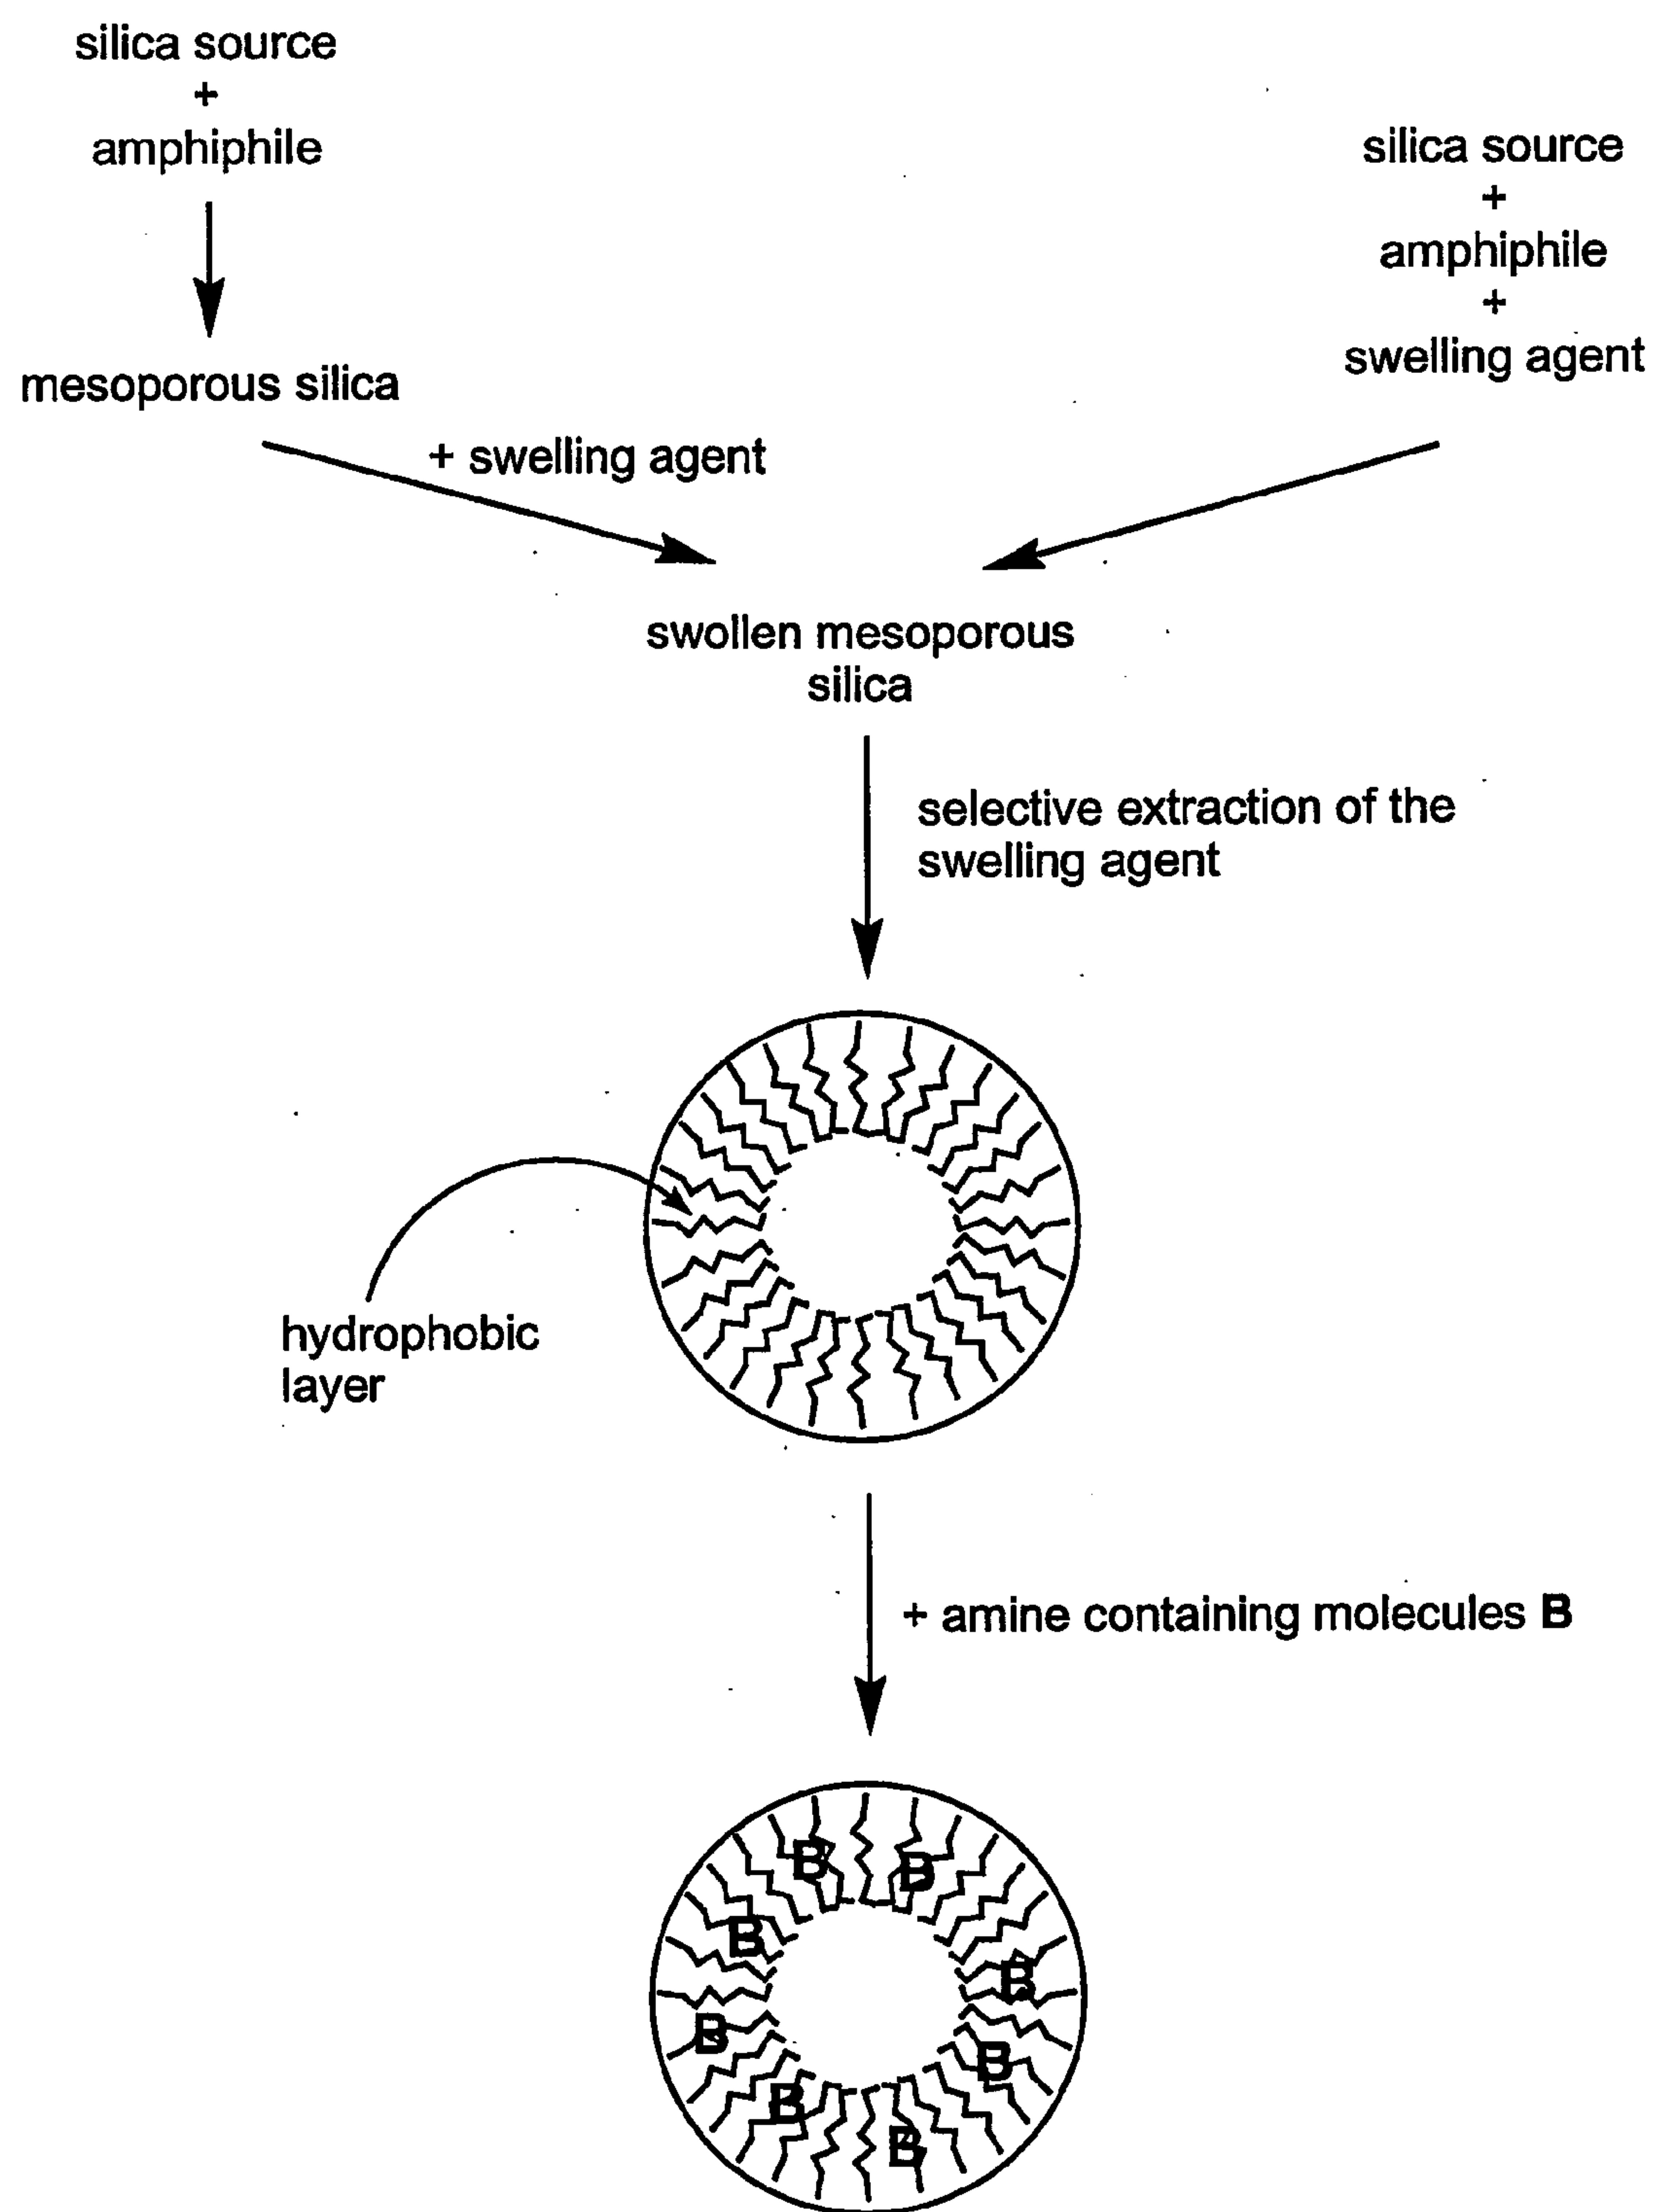 silica source
+
amphiphile
mesoporous silica
+ swelling agent
silica source
+
amphiphile
+
swelling agent
swollen mesoporous
silica
selective extraction of the
swelling agent
hydrophobic
layer
+ amine containing molecules B
B
B
B
B
B
B
B
B